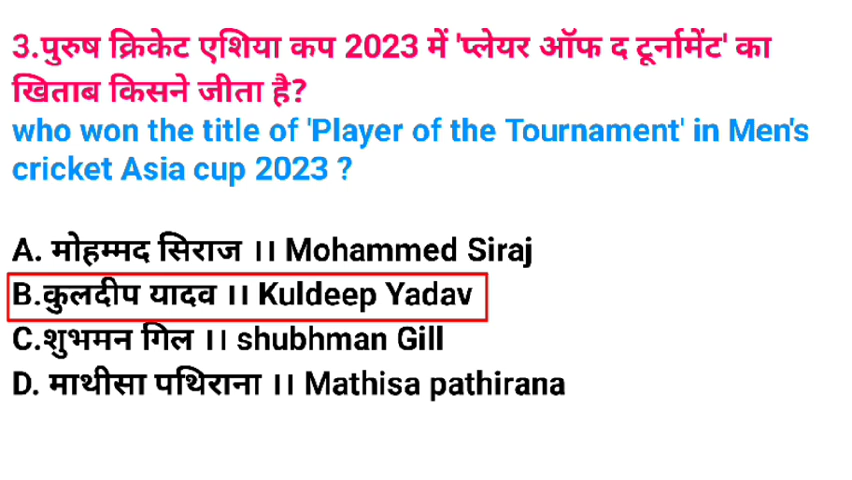 3.पुरुष क्रिकेट एशिया कप 2023 में 'प्लेयर ऑफ द टूर्नामेंट' का
खिताब किसने जीता है?
who won the title of 'Player of the Tournament' in Men's
cricket Asia cup 2023 ?
A. मोहम्मद सिराज ।। Mohammed Siraj
B.कुलदीप यादव ।। Kuldeep Yadav
C.शुभमन गिल ।। shubhman Gill
D. माथीसा पथिराना ।। Mathisa pathirana